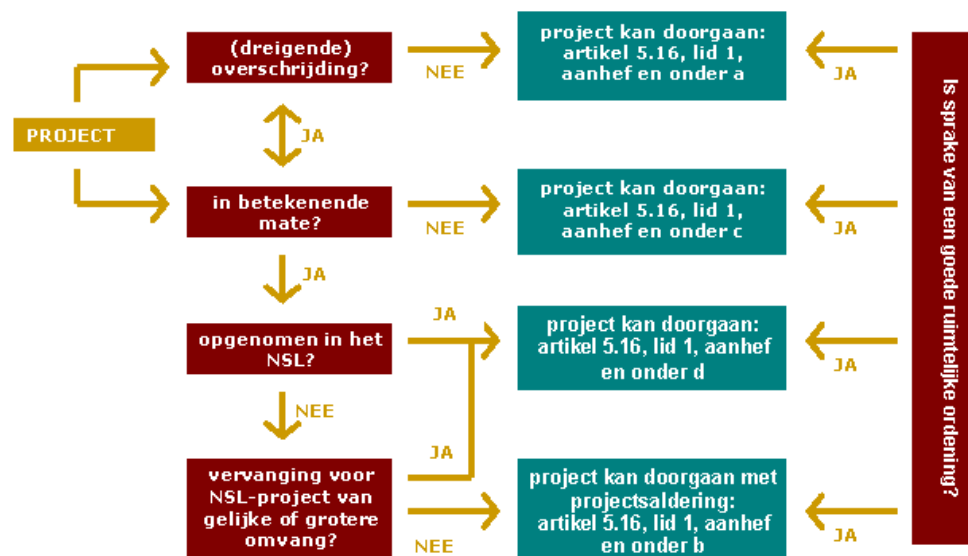 PROJECT
(dreigende)
overschrijding?
NEE
project kan doorgaan:
artikel 5.16, lid 1,
aanhef en onder a
JA
JA
in betekenende
mate?
NEE
project kan doorgaan:
artikel 5.16, lid 1,
aanhef en onder c
JA
JA
opgenomen in het
NSL?
JA
project kan doorgaan:
artikel 5.16, lid 1, aanhef
en onder d
JA
NEE
vervanging voor
NSL-project van
gelijke of grotere
omvang?
JA
NEE
project kan doorgaan met
projectsaldering:
artikel 5.16, lid 1, aanhef
en onder b
JA
Is sprake van een goede ruimtelijke ordening?